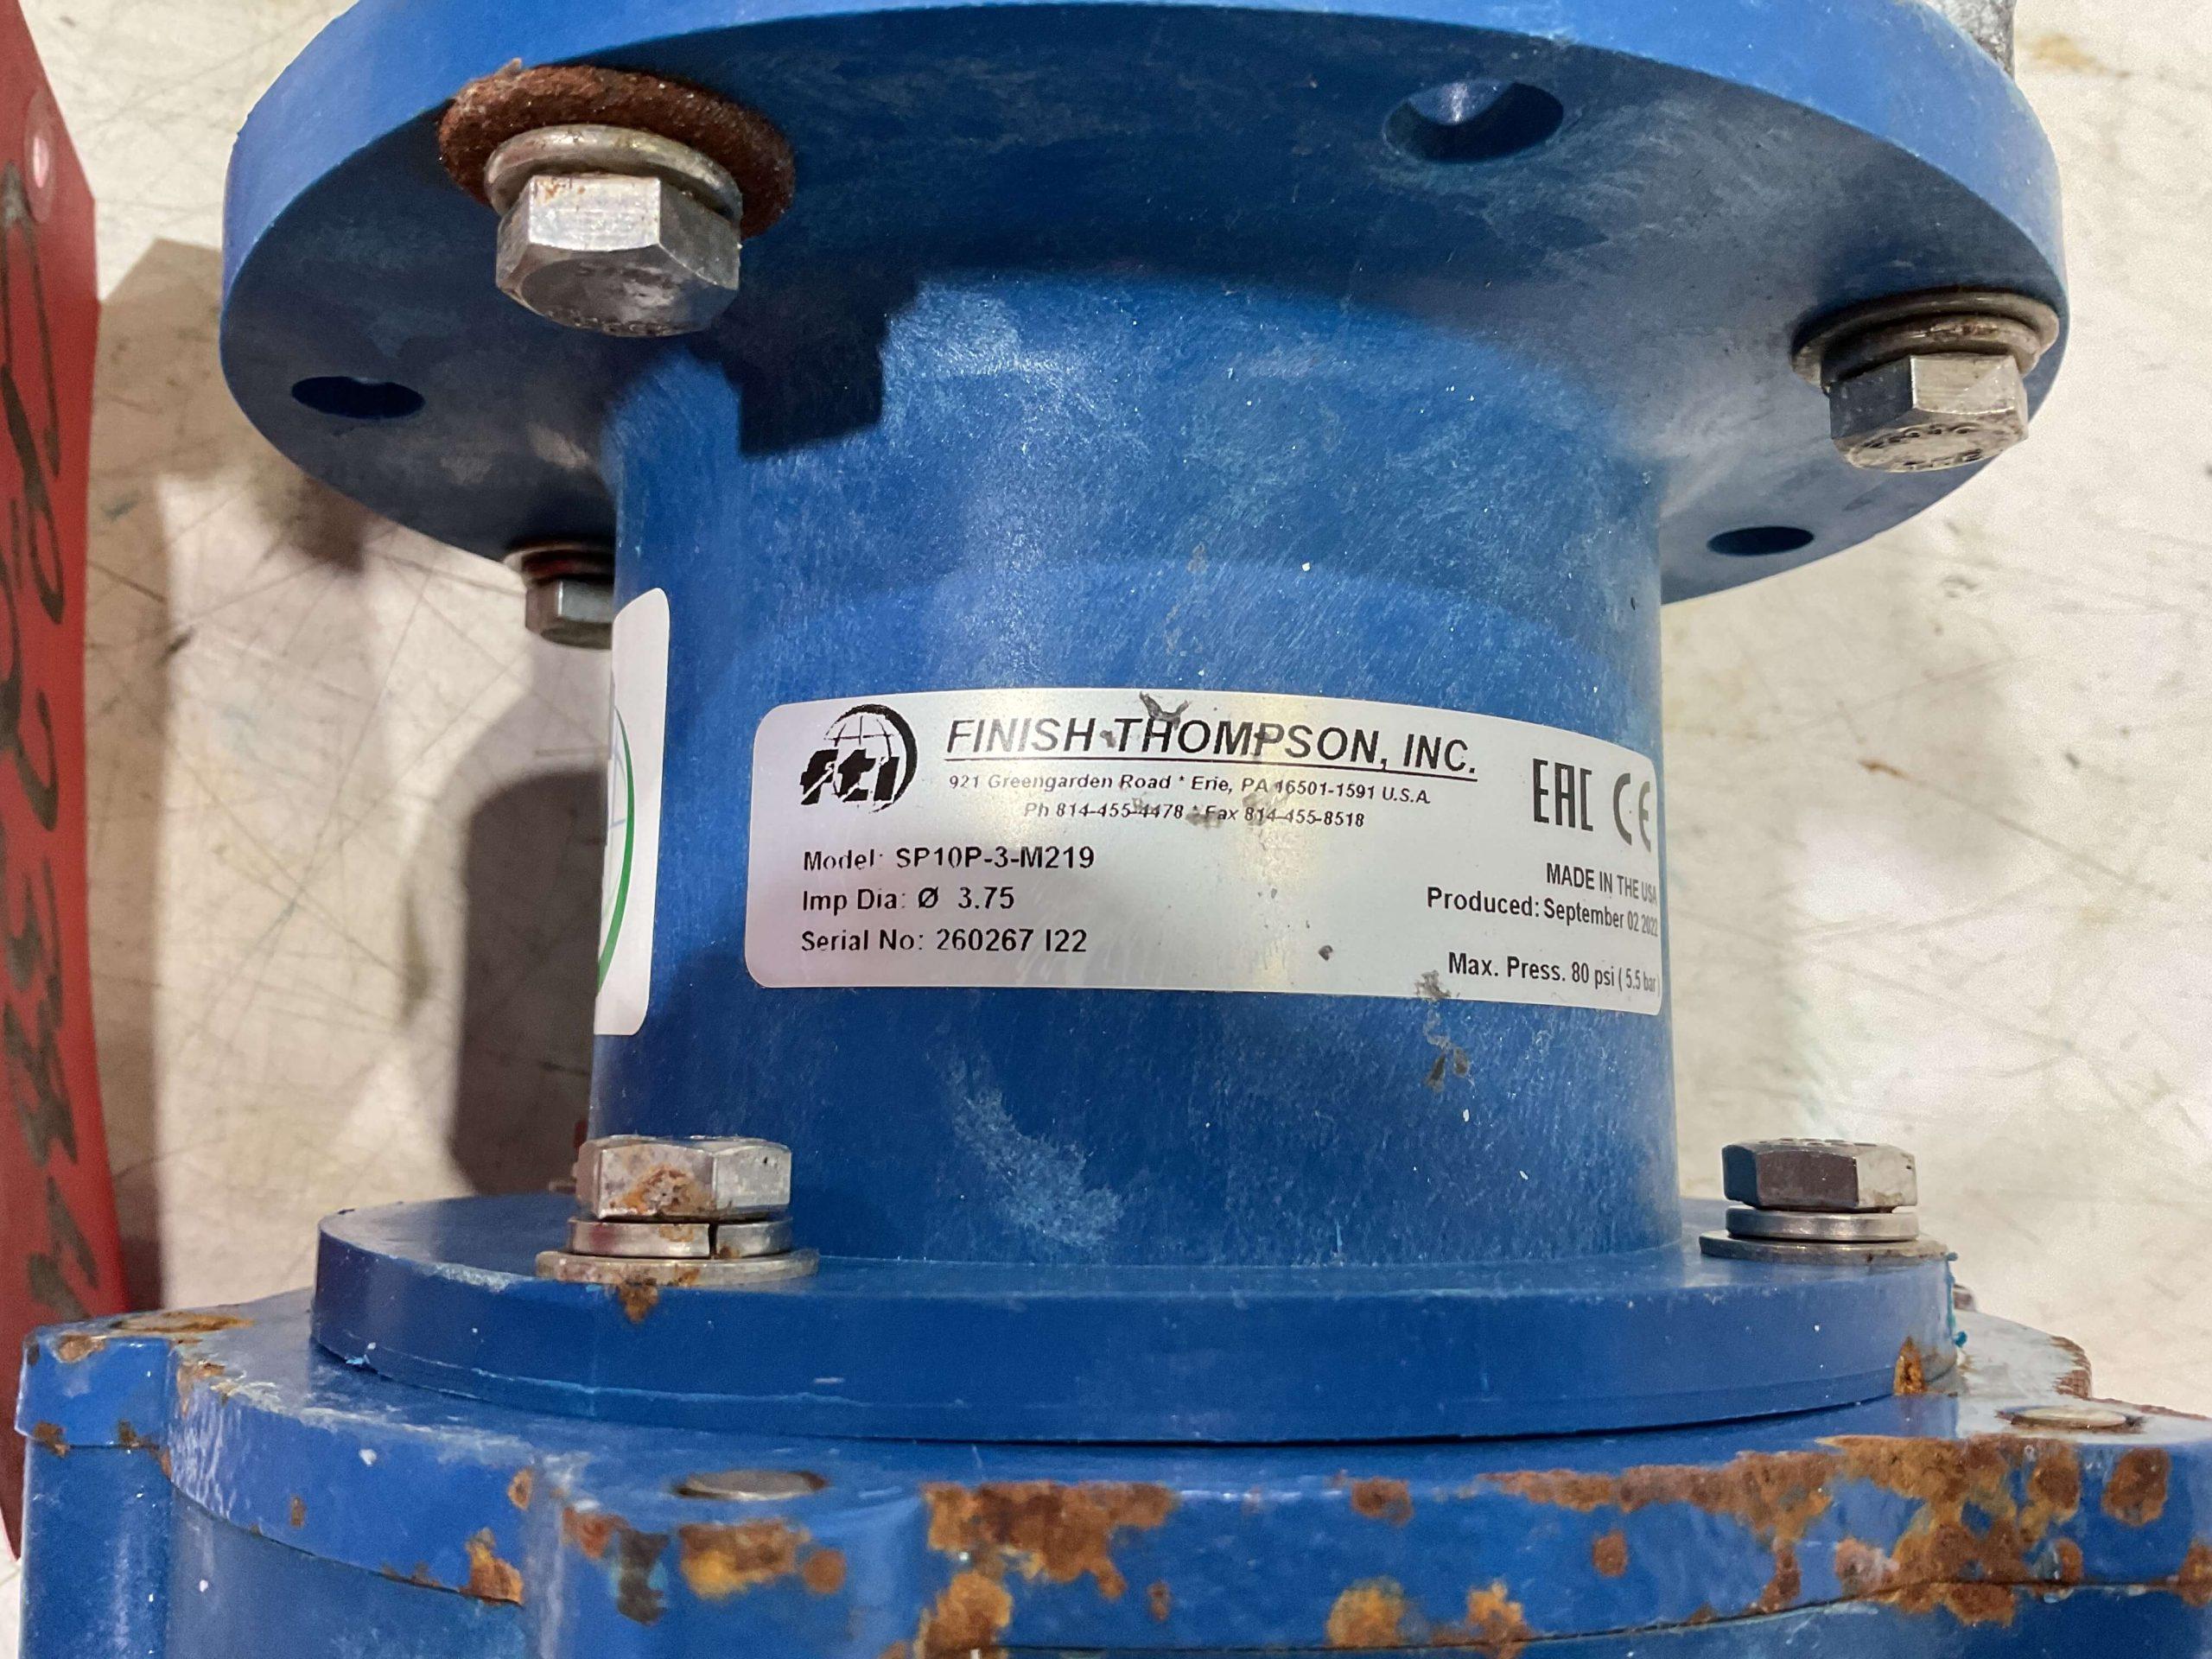 fti
FINISH THOMPSON, INC.
921 Greengarden Road * Erie, PA 16501-1591 U.S.A.
Ph 814-455-4478 * Fax 814-455-8518
EAC CE
Model: SP10P-3-M219
Imp Dia: Ø 3.75
Serial No: 260267 I22
MADE IN THE USA
Produced: September 02 2022
Max. Press. 80 psi ( 5.5 bar )